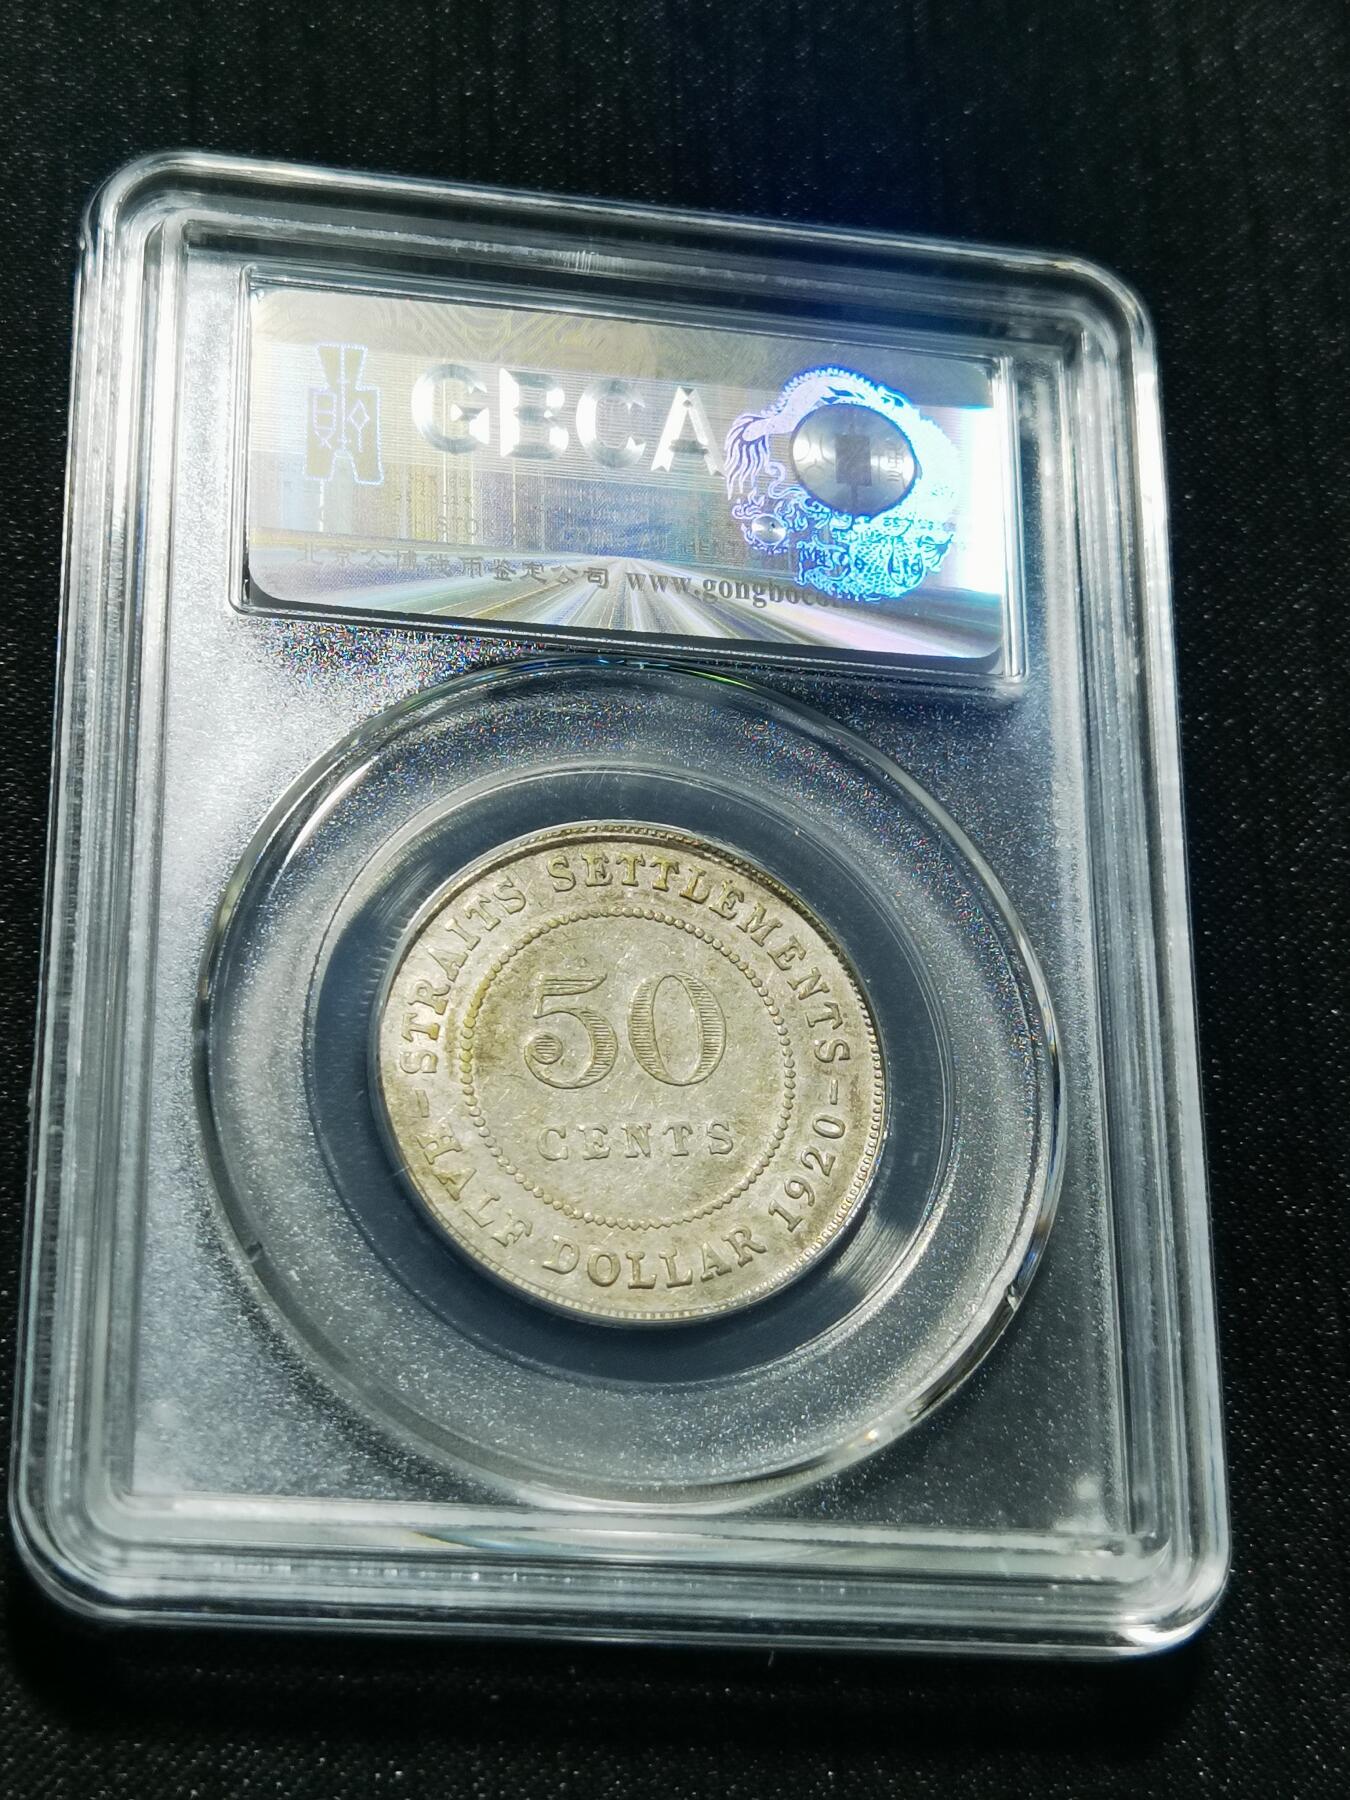 GBCA
北京公博钱币鉴定公司 www.gongboco
STRAITS SETTLEMENTS
50
CENTS
HALF DOLLAR 1920